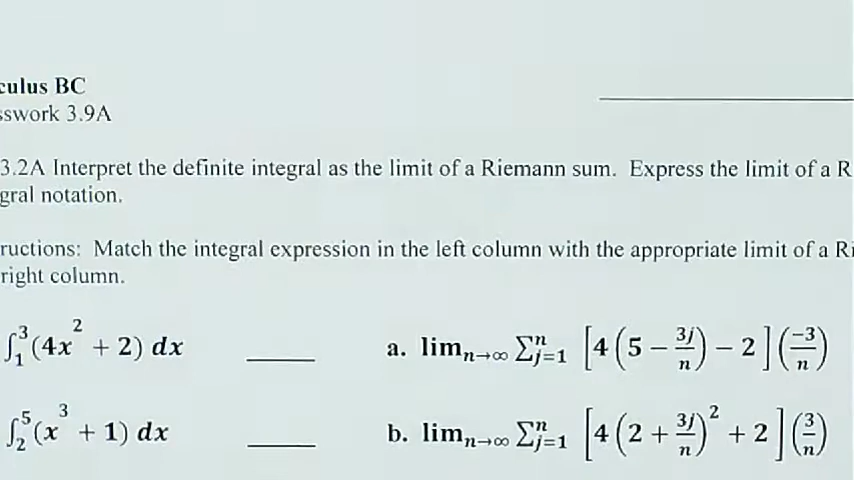 culus BC
sswork 3.9A
3.2A Interpret the definite integral as the limit of a Riemann sum. Express the limit of a R
gral notation.
ructions: Match the integral expression in the left column with the appropriate limit of a Ri
right column.
∫₁³(4x² + 2) dx ____ a. limₙ→∞ Σⁿⱼ₌₁ [4(5 − 3j/n) − 2](−3/n)
∫₂⁵(x³ + 1) dx ____ b. limₙ→∞ Σⁿⱼ₌₁ [4(2 + 3j/n)² + 2](3/n)